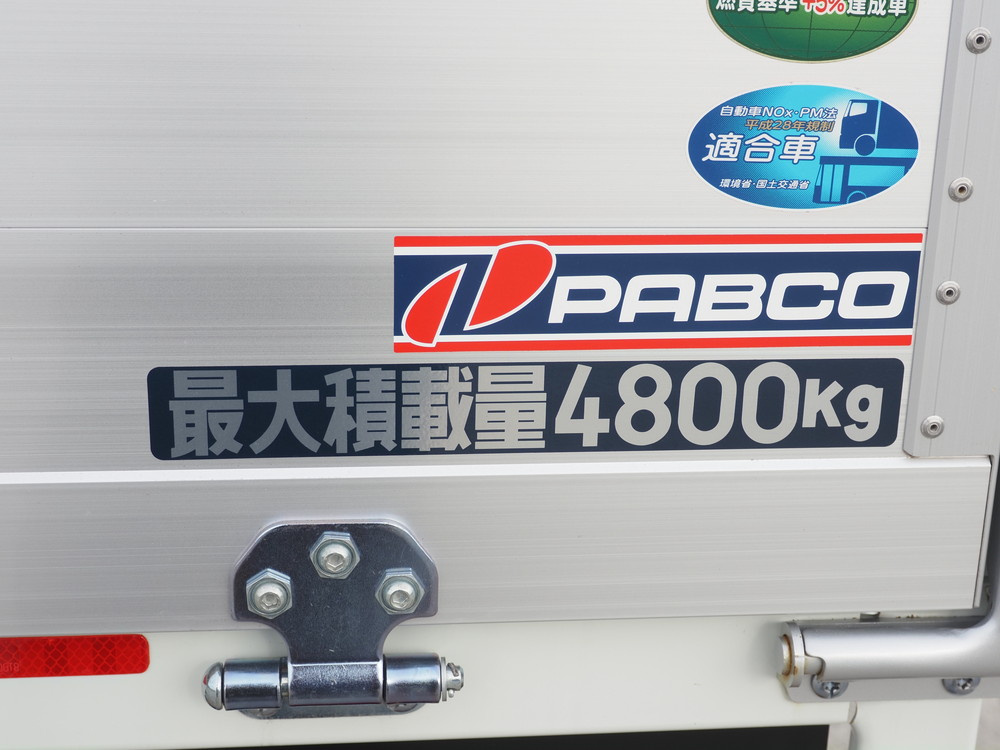 燃費基準+5%達成車
自動車NOx・PM法
平成28年規制
適合車
環境省・国土交通省
PABCO
最大積載量4800Kg